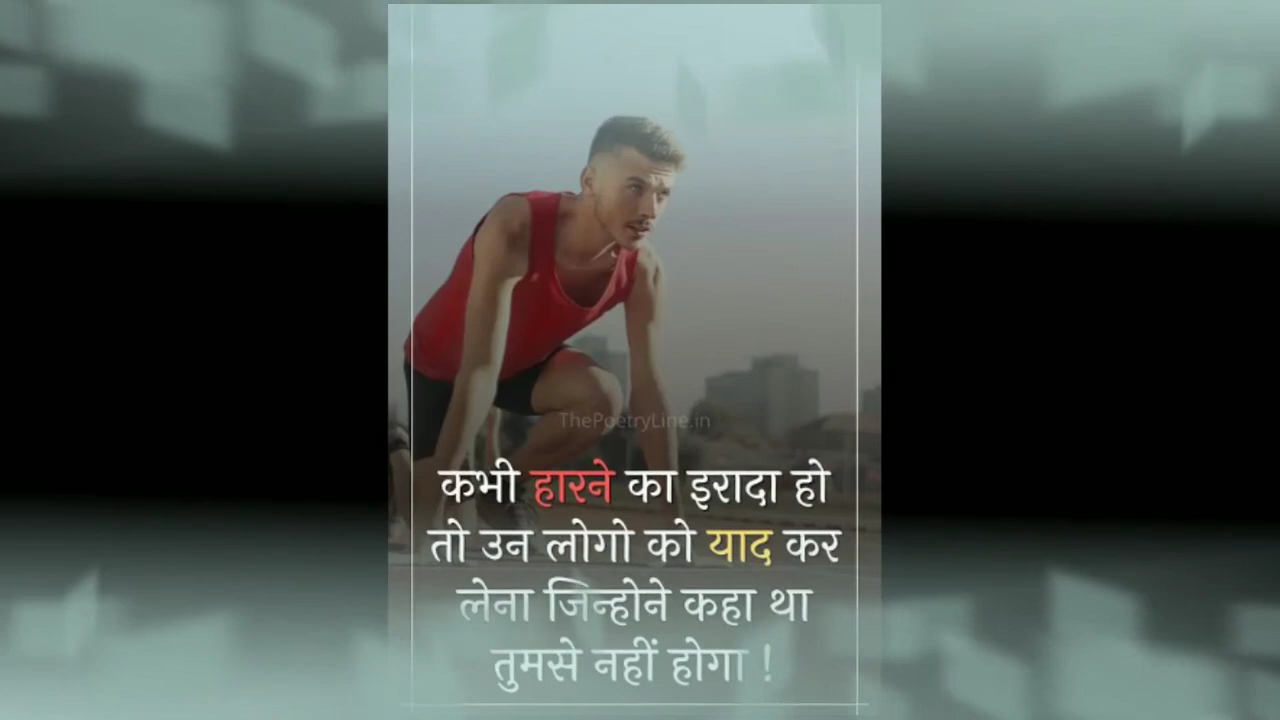 ThePoetryLine.in
कभी हारने का इरादा हो
तो उन लोगो को याद कर
लेना जिन्होने कहा था
तुमसे नहीं होगा !